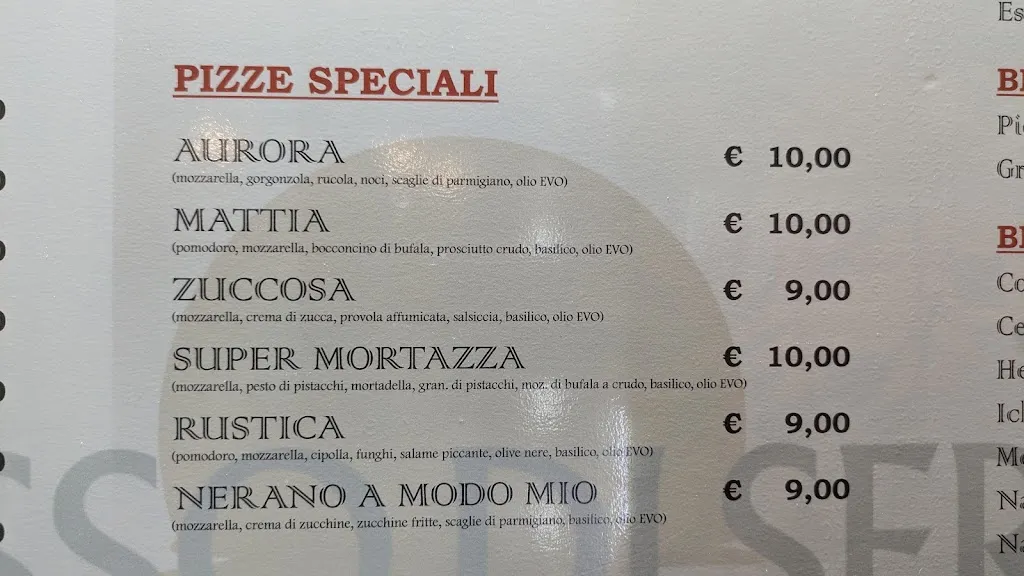 PIZZE SPECIALI
AURORA € 10,00
(mozzarella, gorgonzola, rucola, noci, scaglie di parmigiano, olio EVO)
MATTIA € 10,00
(pomodoro, mozzarella, bocconcino di bufala, prosciutto crudo, basilico, olio EVO)
ZUCCOSA € 9,00
(mozzarella, crema di zucca, provola affumicata, salsiccia, basilico, olio EVO)
SUPER MORTAZZA € 10,00
(mozzarella, pesto di pistacchi, mortadella, gran. di pistacchi, moz. di bufala a crudo, basilico, olio EVO)
RUSTICA € 9,00
(pomodoro, mozzarella, cipolla, funghi, salame piccante, olive nere, basilico, olio EVO)
NERANO A MODO MIO € 9,00
(mozzarella, crema di zucchine, zucchine fritte, scaglie di parmigiano, basilico, olio EVO)